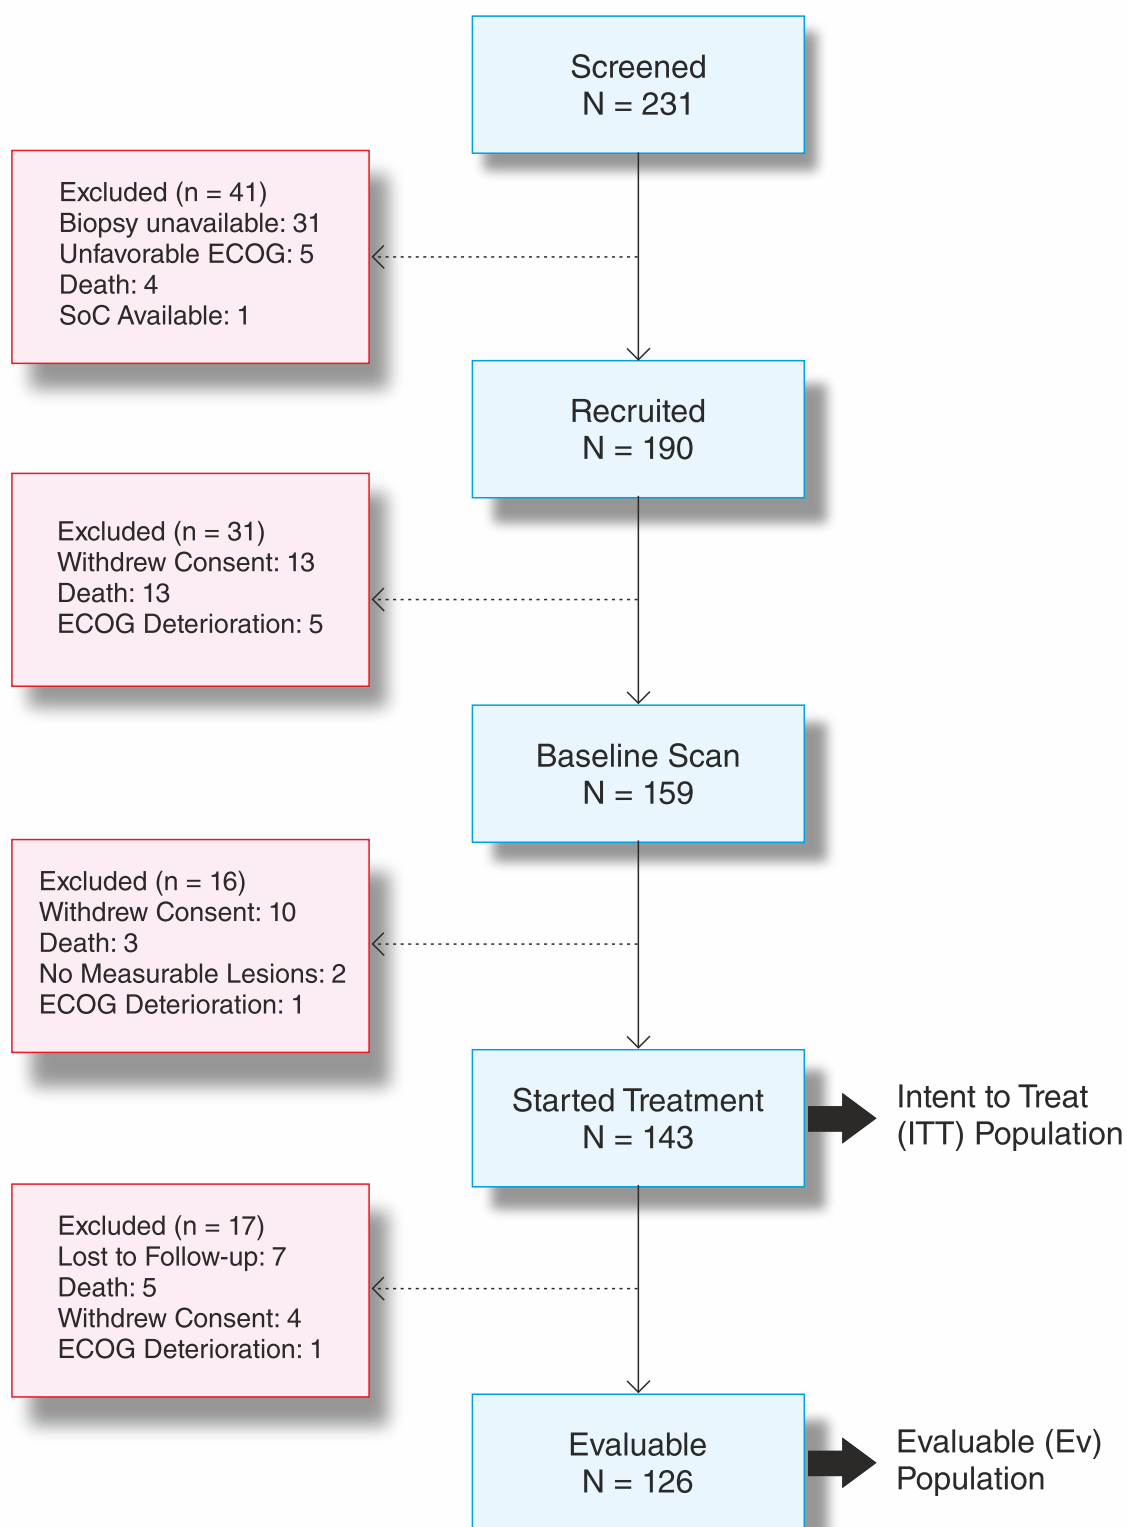 Screened
N = 231
Excluded (n = 41)
Biopsy unavailable: 31
Unfavorable ECOG: 5
Death: 4
SoC Available: 1
Recruited
N = 190
Excluded (n = 31)
Withdrew Consent: 13
Death: 13
ECOG Deterioration: 5
Baseline Scan
N = 159
Excluded (n = 16)
Withdrew Consent: 10
Death: 3
No Measurable Lesions: 2
ECOG Deterioration: 1
Started Treatment
N = 143
Intent to Treat
(ITT) Population
Excluded (n = 17)
Lost to Follow-up: 7
Death: 5
Withdrew Consent: 4
ECOG Deterioration: 1
Evaluable
N = 126
Evaluable (Ev)
Population